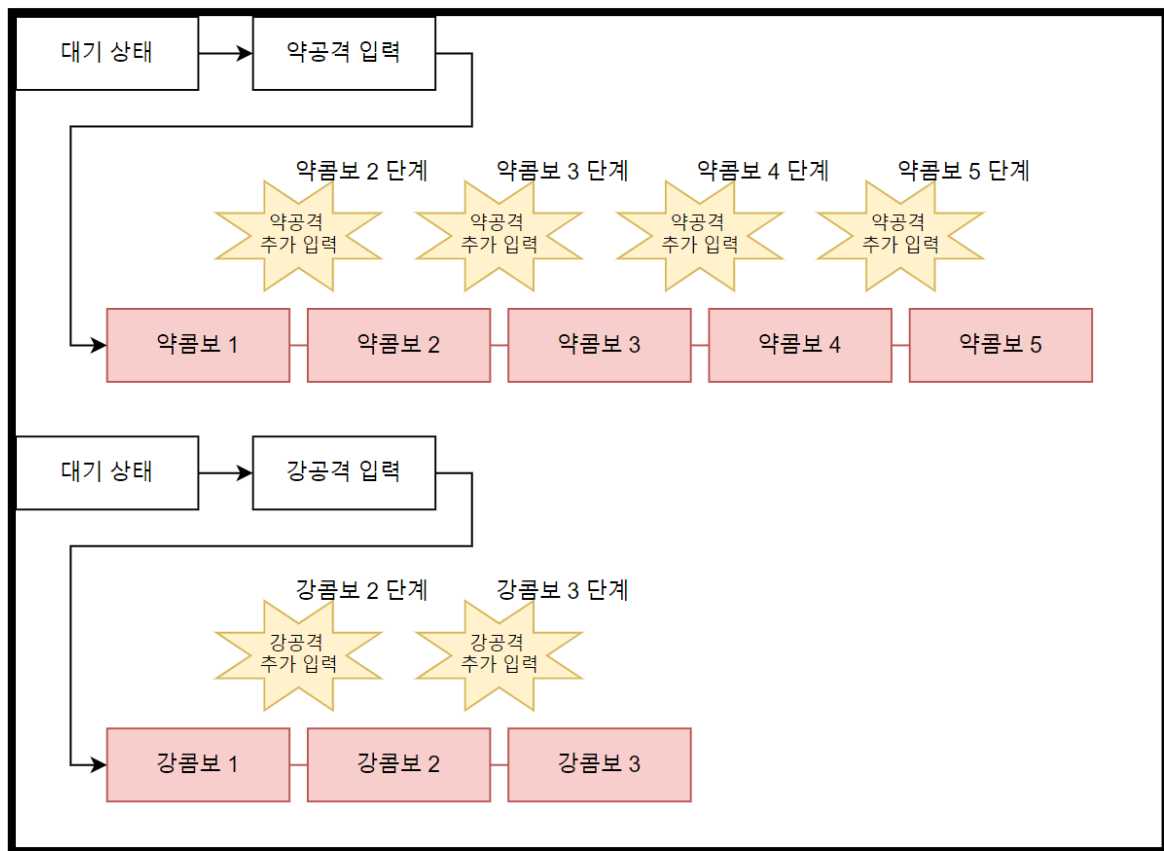 대기 상태
약공격 입력
약콤보 2 단계
약콤보 3 단계
약콤보 4 단계
약콤보 5 단계
약공격
추가 입력
약공격
추가 입력
약공격
추가 입력
약공격
추가 입력
약콤보 1
약콤보 2
약콤보 3
약콤보 4
약콤보 5
대기 상태
강공격 입력
강콤보 2 단계
강콤보 3 단계
강공격
추가 입력
강공격
추가 입력
강콤보 1
강콤보 2
강콤보 3